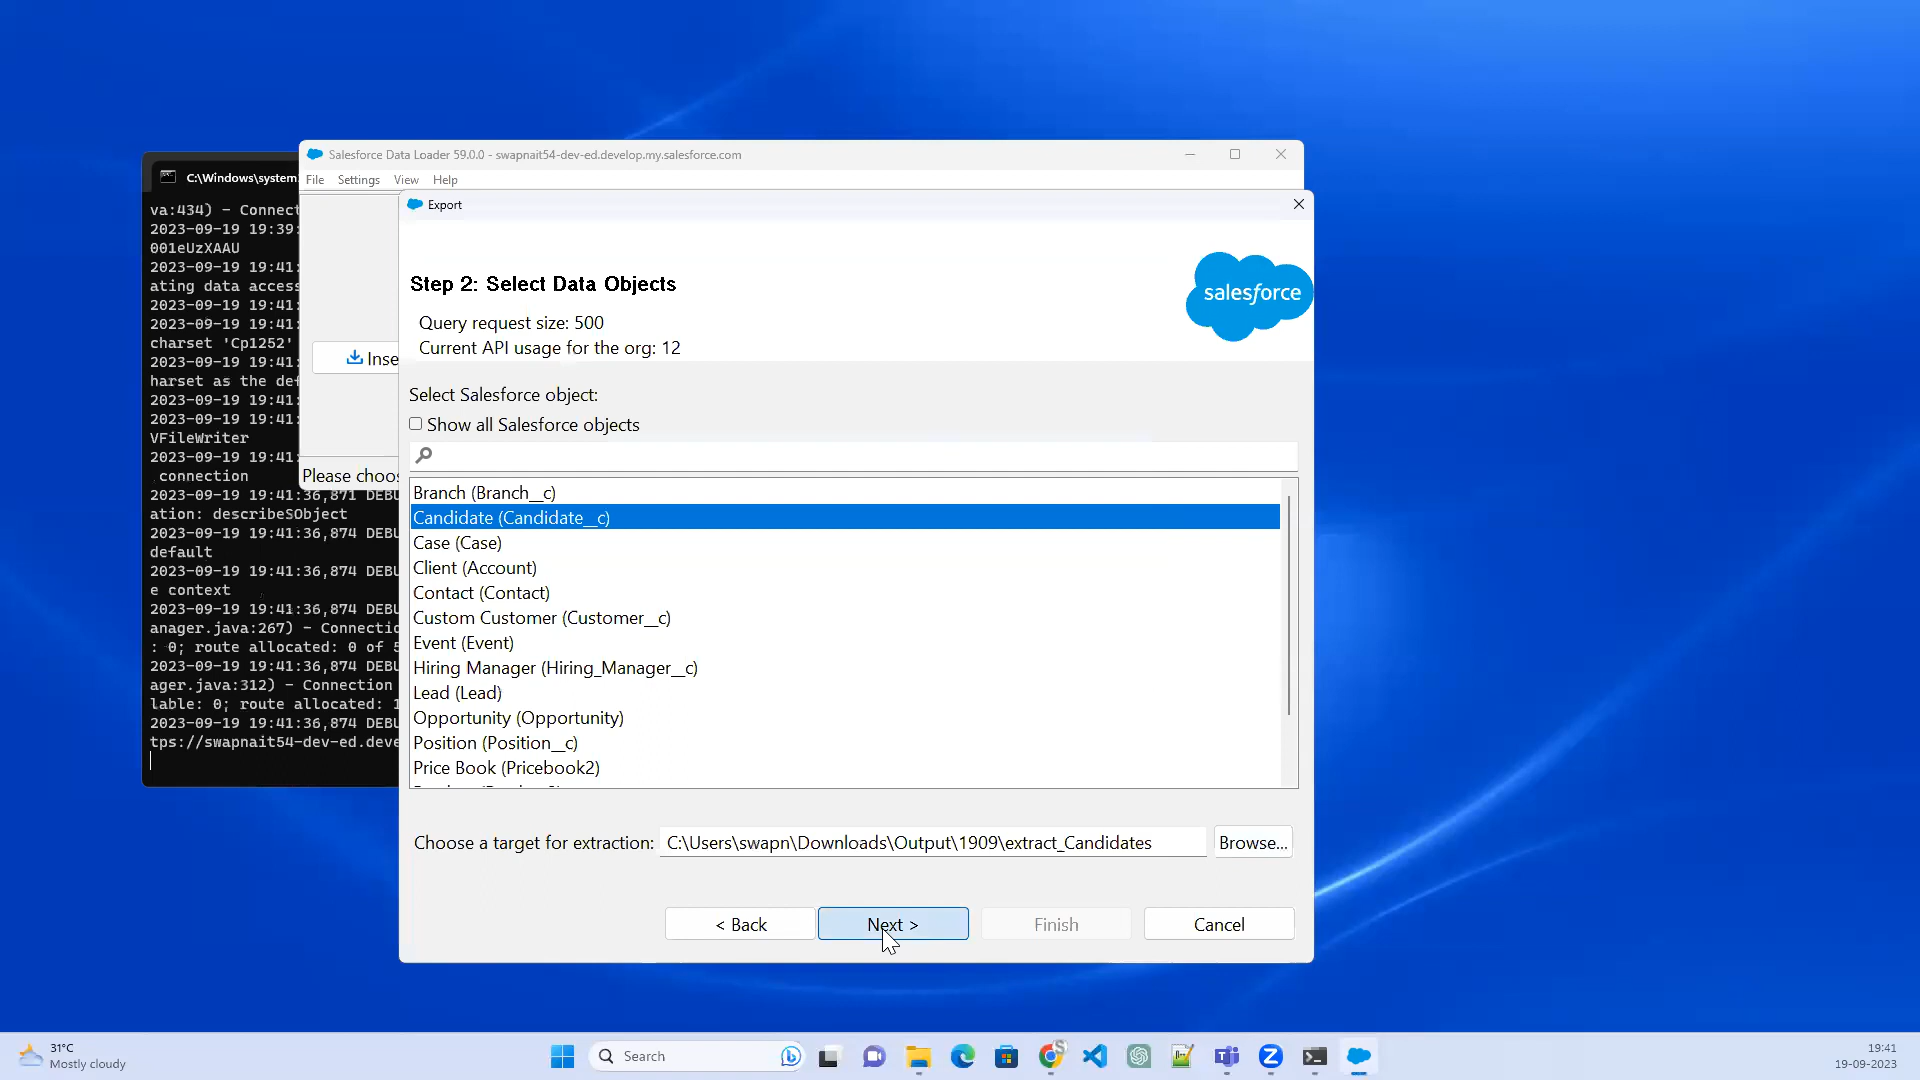 Salesforce Data Loader 59.0.0 - swapnait54-dev-ed.develop.my.salesforce.com
File Settings View Help
C:\Windows\system
va:434) - Connect
2023-09-19 19:39:
001eUzXAAU
2023-09-19 19:41:
ating data access
2023-09-19 19:41:
2023-09-19 19:41:
charset 'Cp1252'
2023-09-19 19:41:
harset as the def
2023-09-19 19:41:
2023-09-19 19:41:
VFileWriter
2023-09-19 19:41:
connection
2023-09-19 19:41:36,871 DEBU
ation: describeSObject
2023-09-19 19:41:36,874 DEBU
default
2023-09-19 19:41:36,874 DEBU
e context
2023-09-19 19:41:36,874 DEBU
anager.java:267) - Connectio
: 0; route allocated: 0 of 5
2023-09-19 19:41:36,874 DEBU
ager.java:312) - Connection
lable: 0; route allocated: 1
2023-09-19 19:41:36,874 DEBU
tps://swapnait54-dev-ed.deve
Inse
Please choos
Export
Step 2: Select Data Objects
salesforce
Query request size: 500
Current API usage for the org: 12
Select Salesforce object:
Show all Salesforce objects
Branch (Branch__c)
Candidate (Candidate__c)
Case (Case)
Client (Account)
Contact (Contact)
Custom Customer (Customer__c)
Event (Event)
Hiring Manager (Hiring_Manager__c)
Lead (Lead)
Opportunity (Opportunity)
Position (Position__c)
Price Book (Pricebook2)
Choose a target for extraction: C:\Users\swapn\Downloads\Output\1909\extract_Candidates Browse...
< Back Next > Finish Cancel
31°C
Mostly cloudy
Search
19:41
19-09-2023